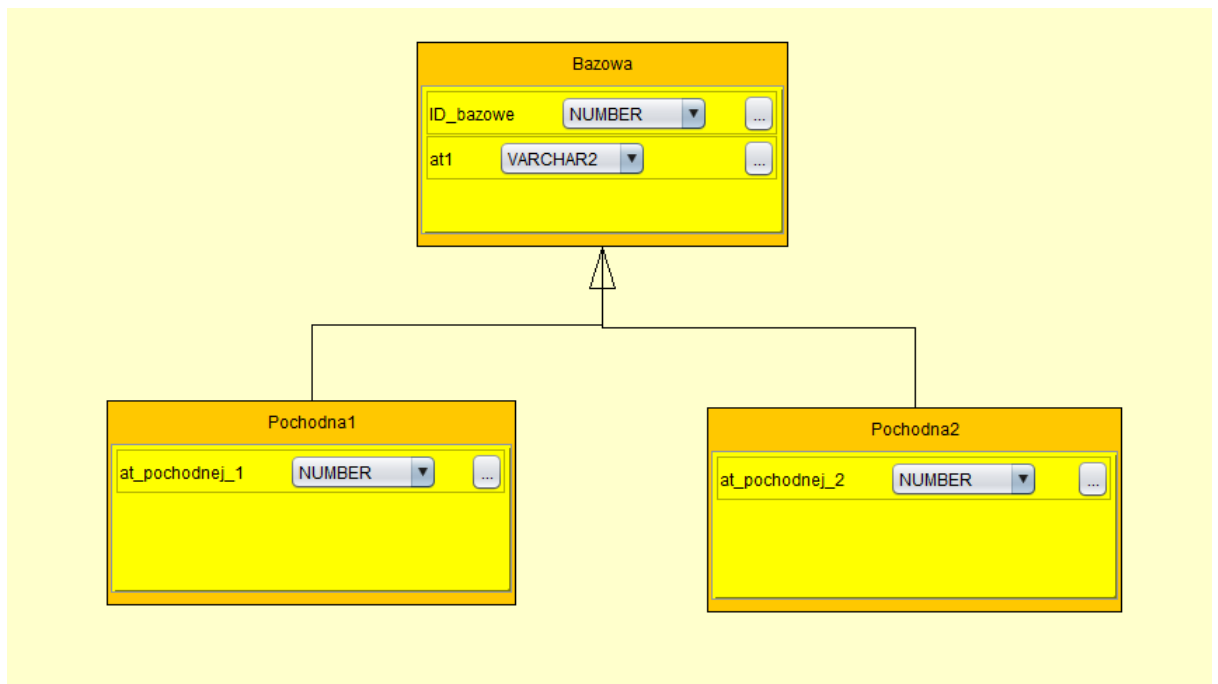 Bazowa
ID_bazowe NUMBER ...
at1 VARCHAR2 ...
Pochodna1
at_pochodnej_1 NUMBER ...
Pochodna2
at_pochodnej_2 NUMBER ...